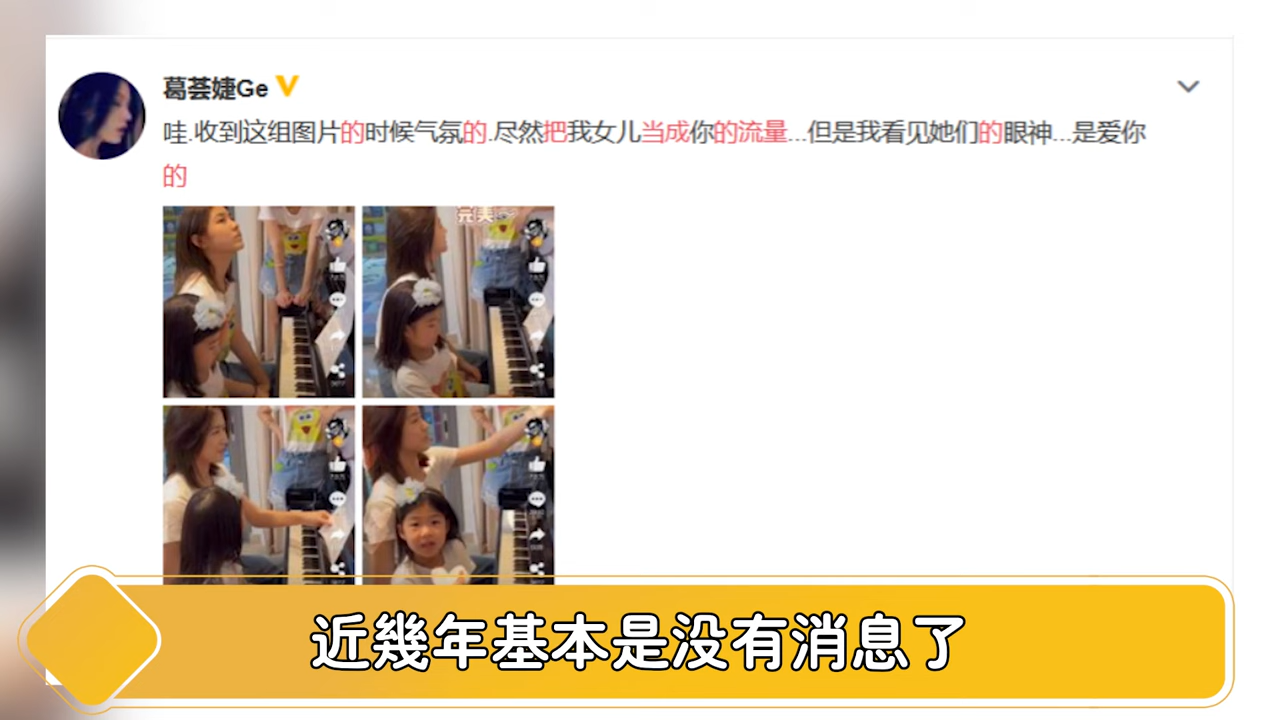 葛荟婕Ge
哇.收到这组图片的时候气氛的.尽然把我女儿当成你的流量...但是我看见她们的眼神...是爱你
的
完美
近幾年基本是没有消息了